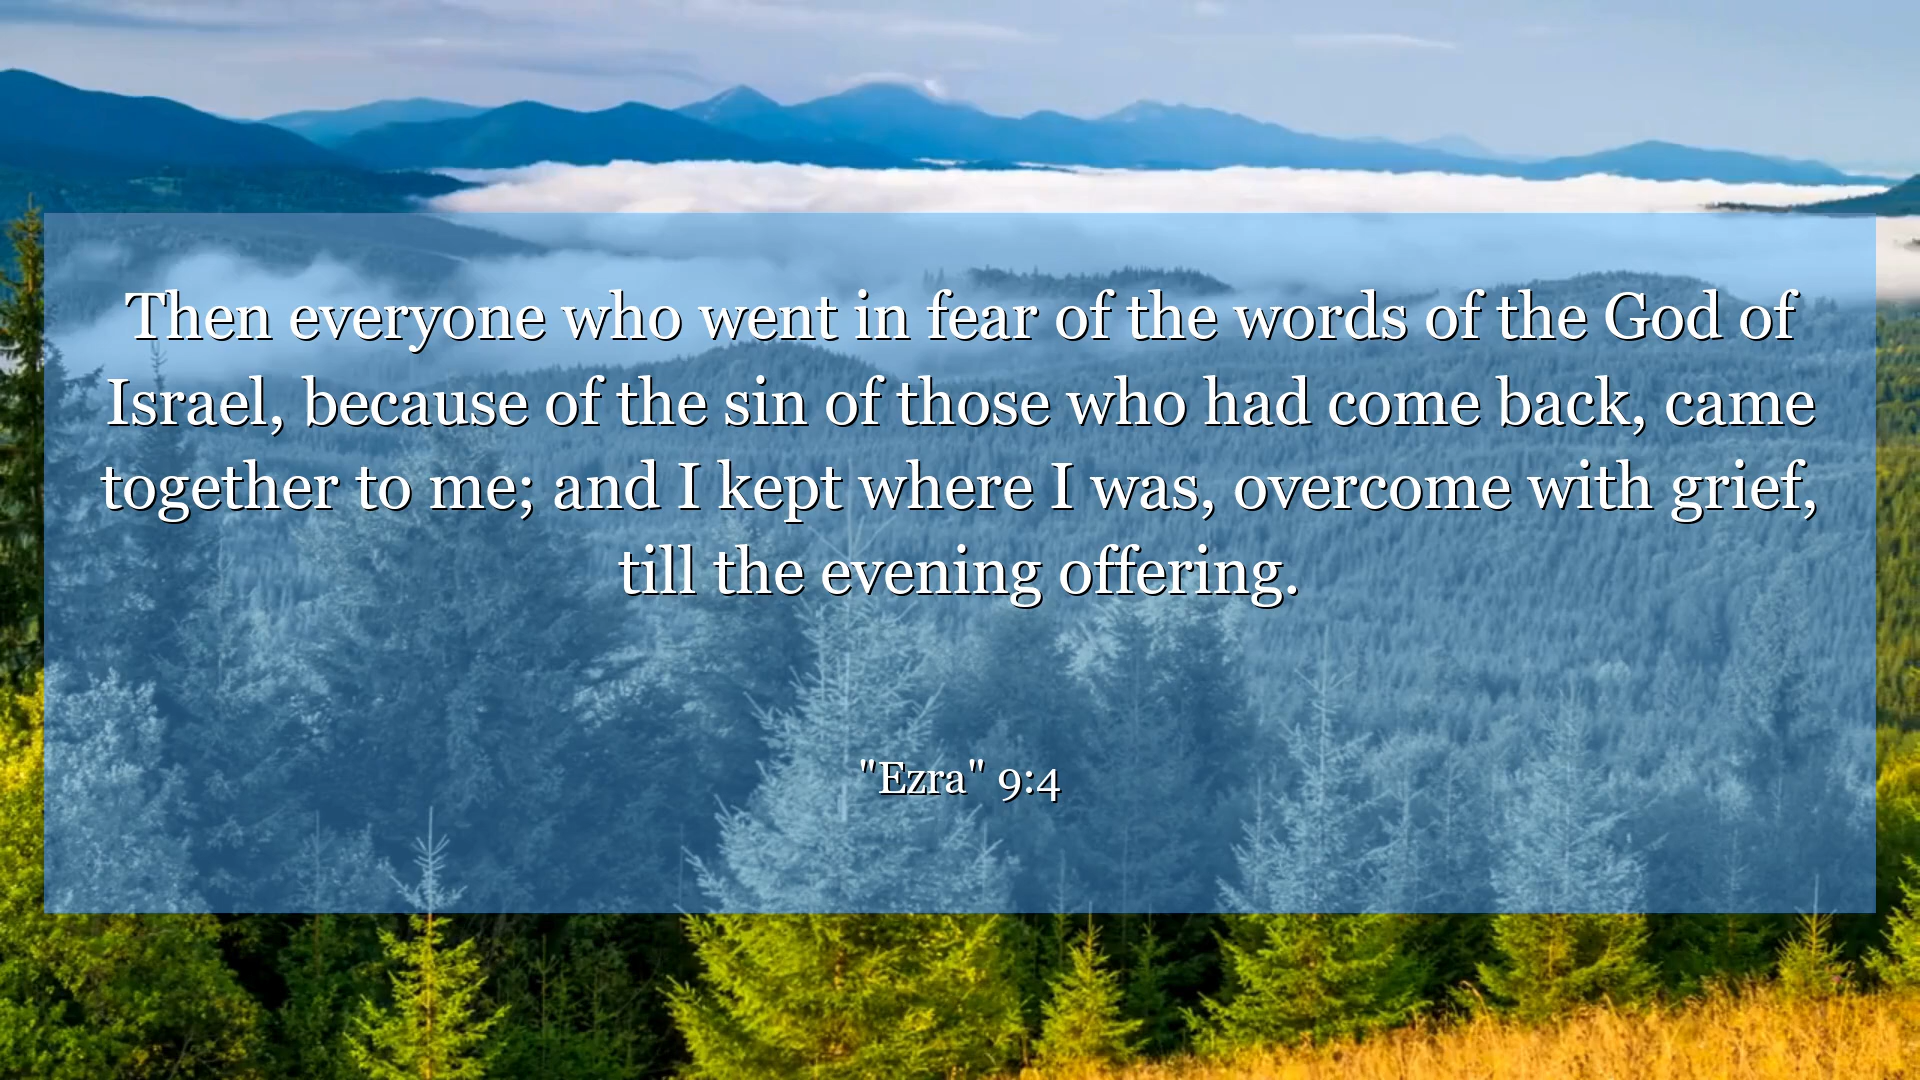 Then everyone who went in fear of the words of the God of
Israel, because of the sin of those who had come back, came
together to me; and I kept where I was, overcome with grief,
till the evening offering.
"Ezra" 9:4